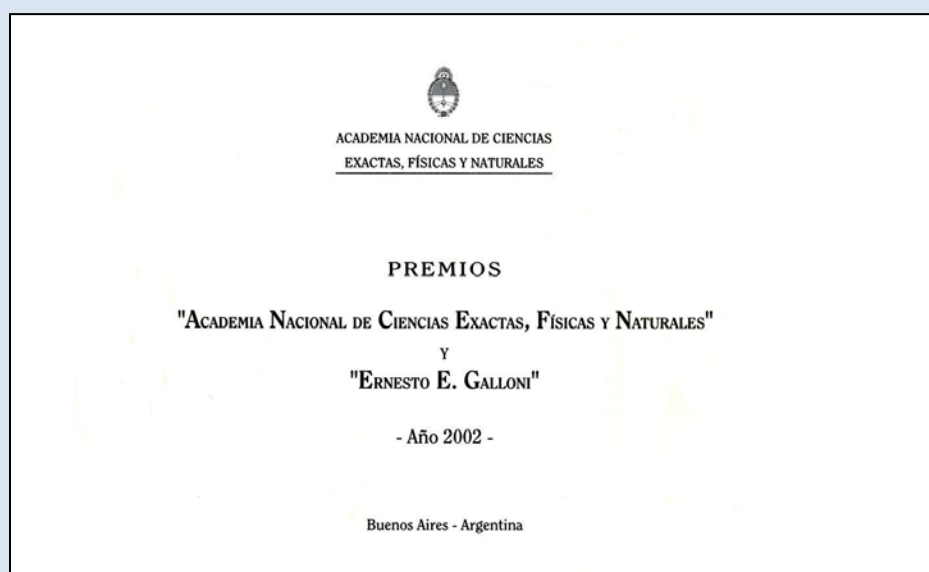 ACADEMIA NACIONAL DE CIENCIAS
EXACTAS, FÍSICAS Y NATURALES
PREMIOS
"ACADEMIA NACIONAL DE CIENCIAS EXACTAS, FÍSICAS Y NATURALES"
Y
"ERNESTO E. GALLONI"
- Año 2002 -
Buenos Aires - Argentina